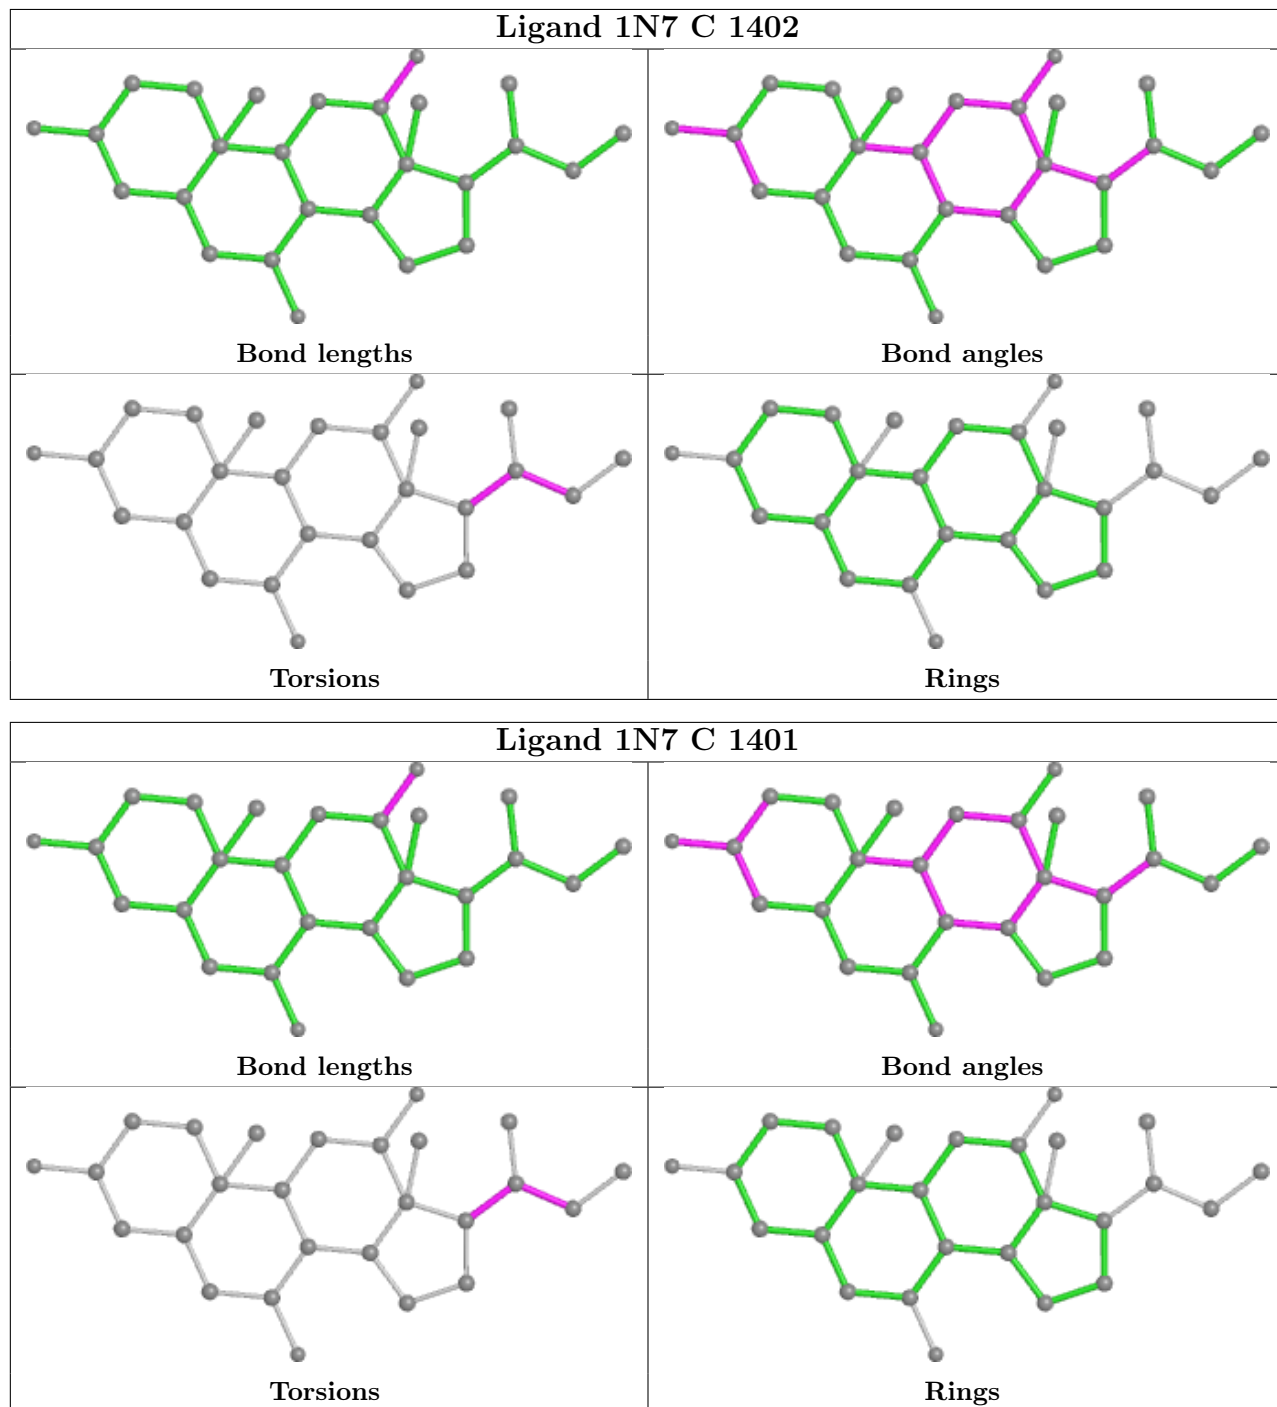 Ligand 1N7 C 1402
Bond lengths
Bond angles
Torsions
Rings
Ligand 1N7 C 1401
Bond lengths
Bond angles
Torsions
Rings